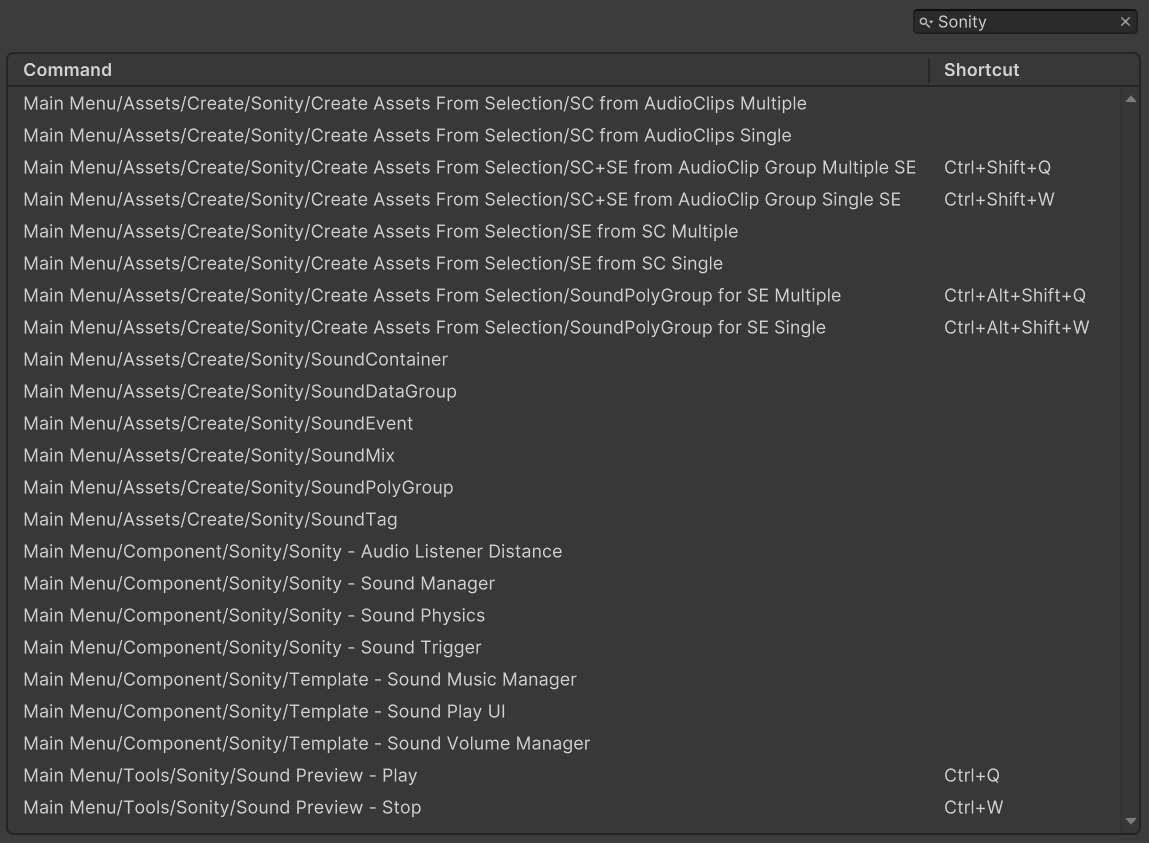 Sonity
Command Shortcut
Main Menu/Assets/Create/Sonity/Create Assets From Selection/SC from AudioClips Multiple
Main Menu/Assets/Create/Sonity/Create Assets From Selection/SC from AudioClips Single
Main Menu/Assets/Create/Sonity/Create Assets From Selection/SC+SE from AudioClip Group Multiple SE Ctrl+Shift+Q
Main Menu/Assets/Create/Sonity/Create Assets From Selection/SC+SE from AudioClip Group Single SE Ctrl+Shift+W
Main Menu/Assets/Create/Sonity/Create Assets From Selection/SE from SC Multiple
Main Menu/Assets/Create/Sonity/Create Assets From Selection/SE from SC Single
Main Menu/Assets/Create/Sonity/Create Assets From Selection/SoundPolyGroup for SE Multiple Ctrl+Alt+Shift+Q
Main Menu/Assets/Create/Sonity/Create Assets From Selection/SoundPolyGroup for SE Single Ctrl+Alt+Shift+W
Main Menu/Assets/Create/Sonity/SoundContainer
Main Menu/Assets/Create/Sonity/SoundDataGroup
Main Menu/Assets/Create/Sonity/SoundEvent
Main Menu/Assets/Create/Sonity/SoundMix
Main Menu/Assets/Create/Sonity/SoundPolyGroup
Main Menu/Assets/Create/Sonity/SoundTag
Main Menu/Component/Sonity/Sonity - Audio Listener Distance
Main Menu/Component/Sonity/Sonity - Sound Manager
Main Menu/Component/Sonity/Sonity - Sound Physics
Main Menu/Component/Sonity/Sonity - Sound Trigger
Main Menu/Component/Sonity/Template - Sound Music Manager
Main Menu/Component/Sonity/Template - Sound Play UI
Main Menu/Component/Sonity/Template - Sound Volume Manager
Main Menu/Tools/Sonity/Sound Preview - Play Ctrl+Q
Main Menu/Tools/Sonity/Sound Preview - Stop Ctrl+W